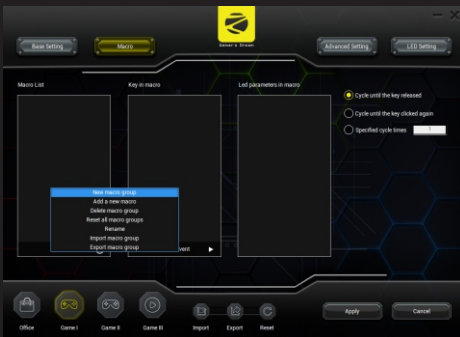 Gamer's Dream
Base Setting
Macro
Advanced Setting
LED Setting
Macro List
Key in macro
Led parameters in macro
Cycle until the key released
Cycle until the key clicked again
Specified cycle times
1
New macro group
Add a new macro
Delete macro group
Reset all macro groups
Rename
Import macro group
Export macro group
vent
Office
Game I
Game II
Game III
Import
Export
Reset
Apply
Cancel